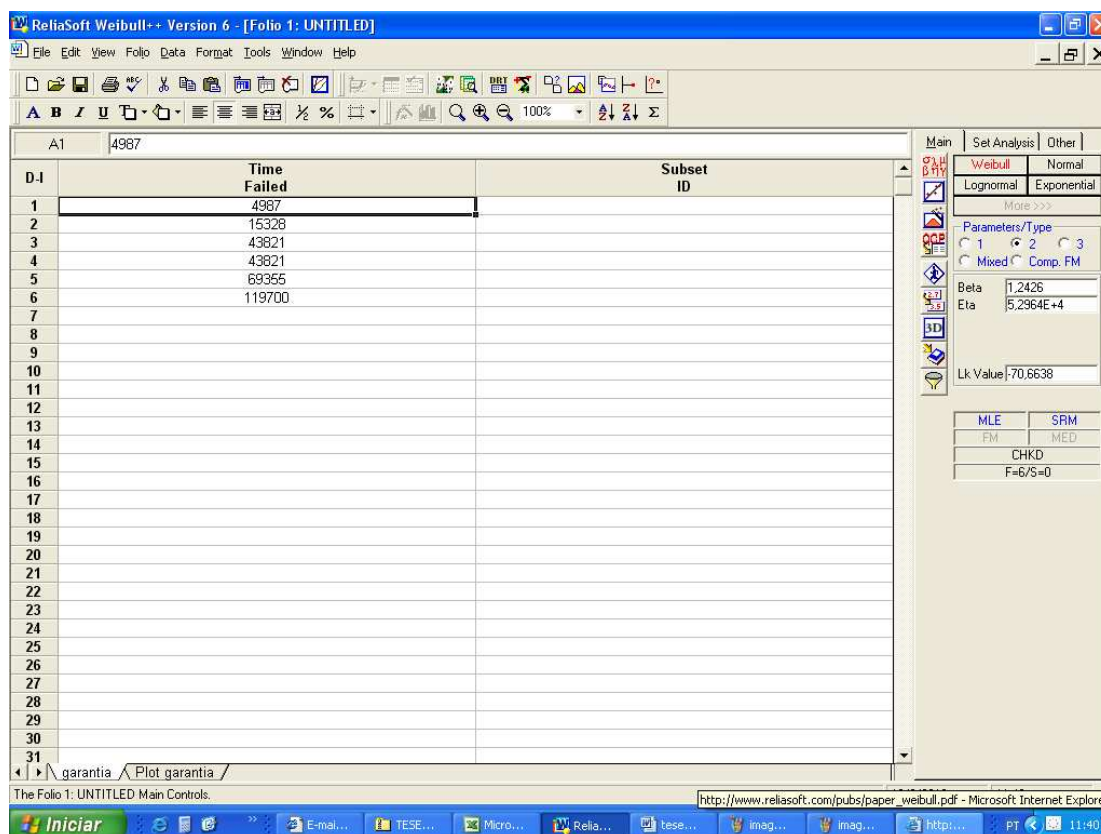 ReliaSoft Weibull++ Version 6 - [Folio 1: UNTITLED]
File Edit View Folio Data Format Tools Window Help
100%
A1 4987
Main Set Analysis Other
D-I Time Failed Subset ID
Weibull Normal
Lognormal Exponential
More >>>
Parameters/Type
1 2 3
Mixed Comp. FM
Beta 1,2426
Eta 5,2964E+4
Lk Value -70,6638
MLE SRM
FM MED
CHKD
F=6/S=0
1 4987
2 15328
3 43821
4 43821
5 69355
6 119700
7
8
9
10
11
12
13
14
15
16
17
18
19
20
21
22
23
24
25
26
27
28
29
30
31
garantia Plot garantia
The Folio 1: UNTITLED Main Controls.
http://www.reliasoft.com/pubs/paper_weibull.pdf - Microsoft Internet Explore
Iniciar E-mai... TESE... Micro... Relia... tese... imag... imag... http:... PT 11:40